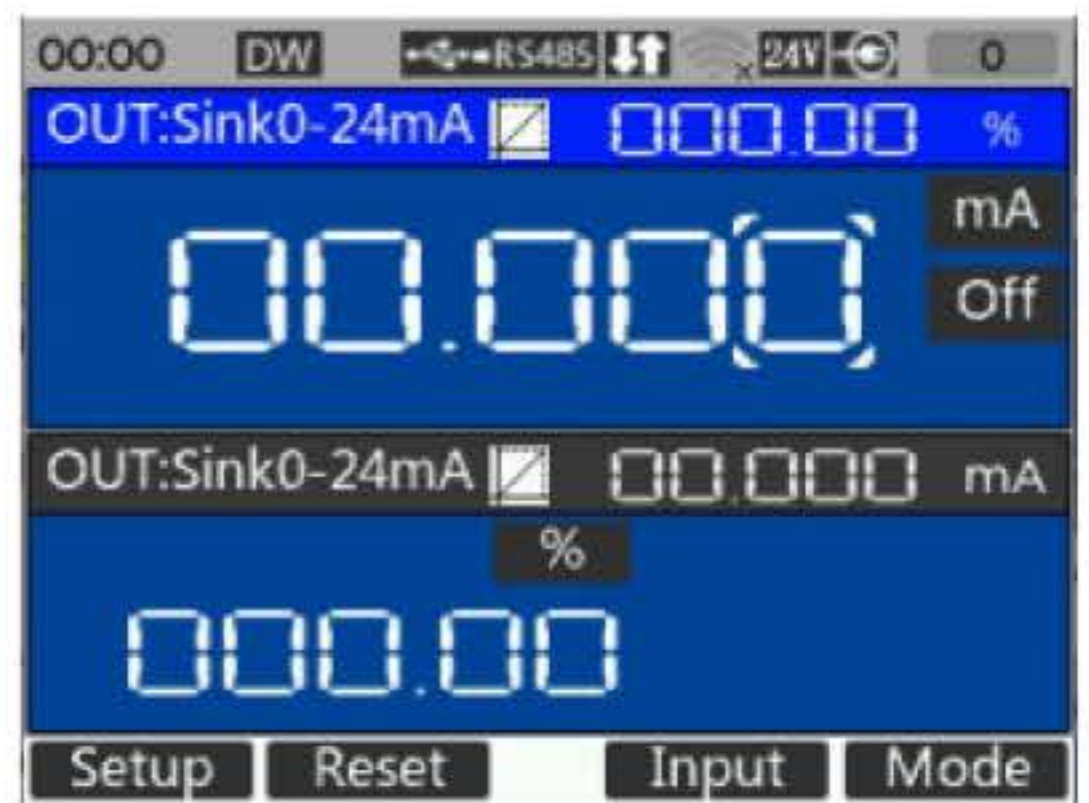 00:00 DW RS485 24V 0
OUT:Sink0-24mA 000.00 %
00.000 mA
Off
OUT:Sink0-24mA 00.000 mA
%
000.00
Setup Reset Input Mode